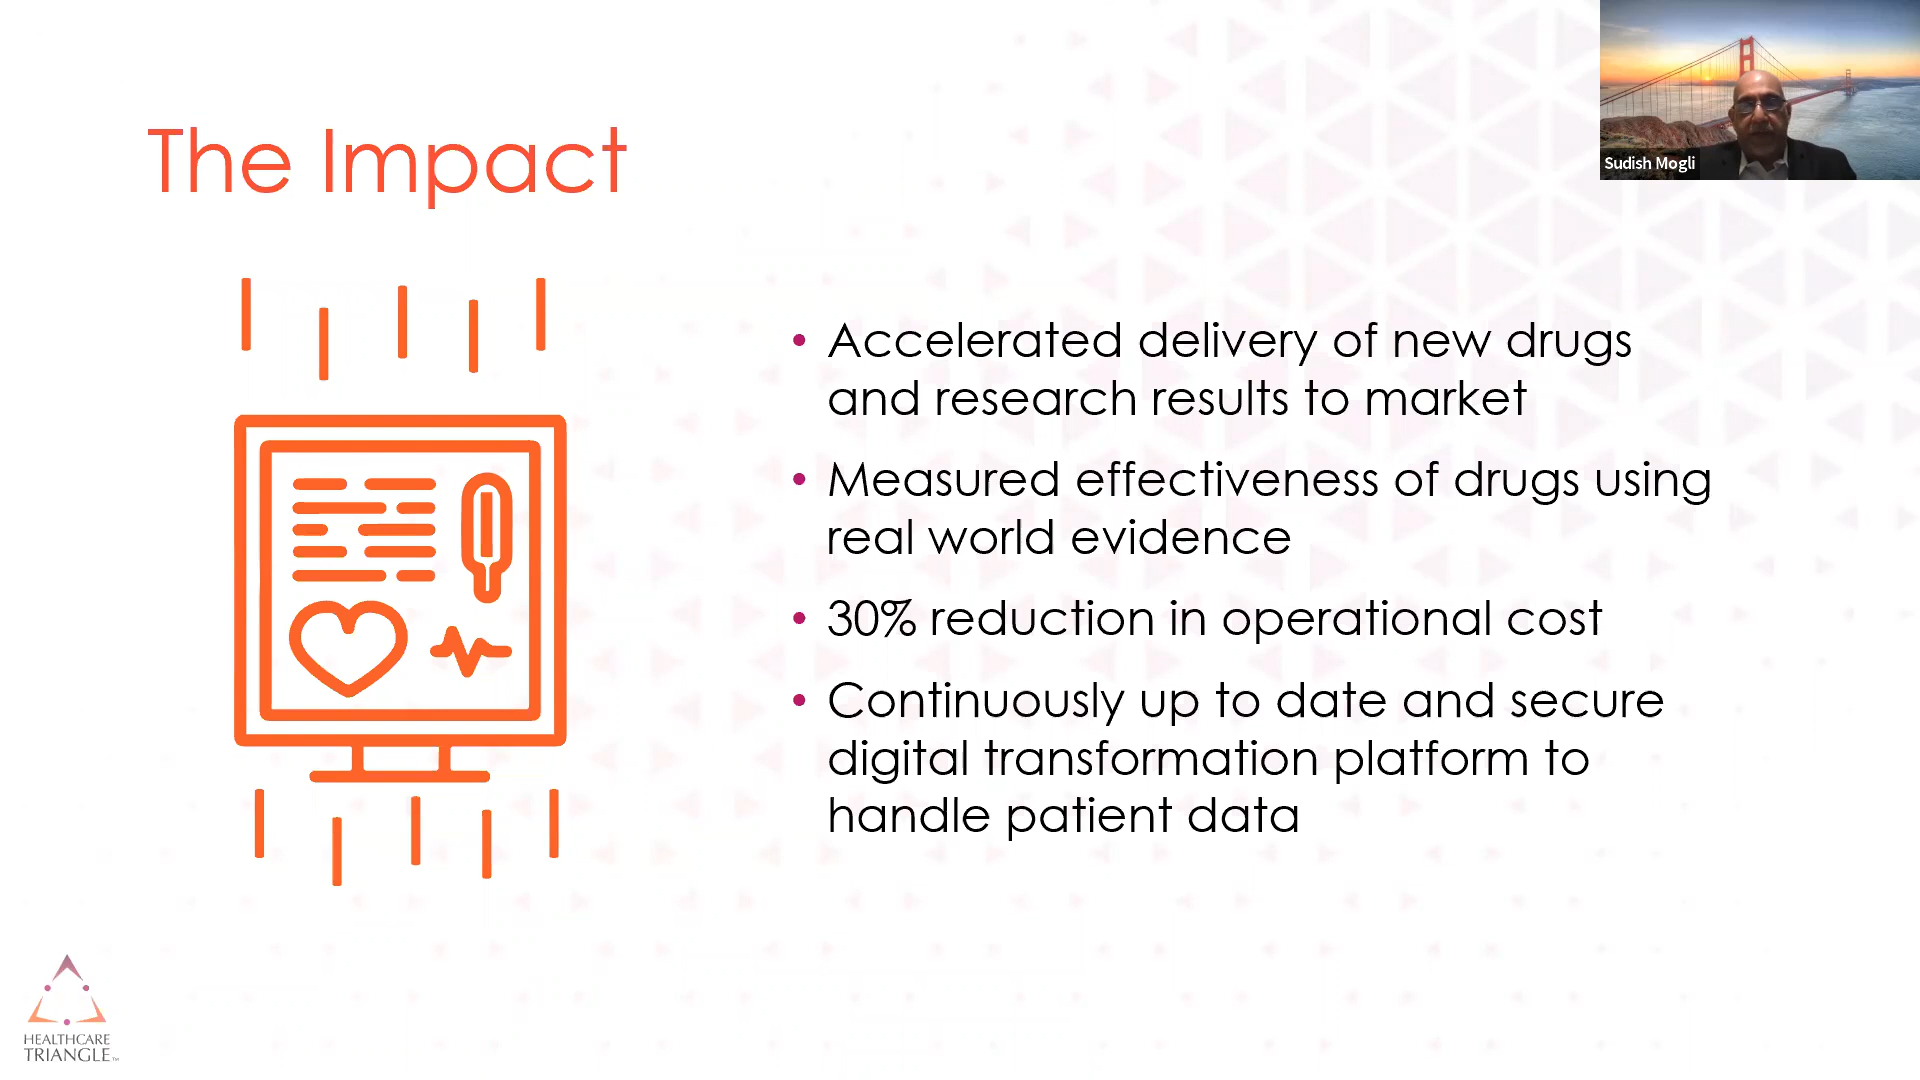 Sudish Mogli
The Impact
• Accelerated delivery of new drugs
and research results to market
• Measured effectiveness of drugs using
real world evidence
• 30% reduction in operational cost
• Continuously up to date and secure
digital transformation platform to
handle patient data
HEALTHCARE
TRIANGLE™